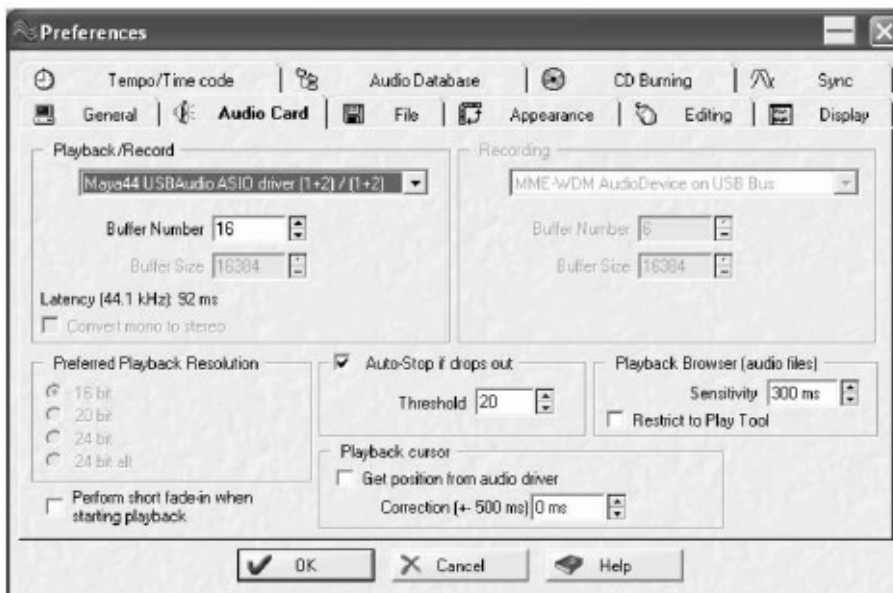 Preferences
Tempo/Time code
Audio Database
CD Burning
Sync
General
Audio Card
File
Appearance
Editing
Display
Playback/Record
Maya44 USBAudio ASIO driver (1+2) / (1+2)
Buffer Number 16
Buffer Size 16384
Latency (44.1 kHz): 92 ms
Convert mono to stereo
Recording
MME-WDM AudioDevice on USB Bus
Buffer Number 6
Buffer Size 16384
Preferred Playback Resolution
16 bit
20 bit
24 bit
24 bit alt
Perform short fade-in when
starting playback
Auto-Stop if drops out
Threshold 20
Playback Browser (audio files)
Sensitivity 300 ms
Restrict to Play Tool
Playback cursor
Get position from audio driver
Correction (+- 500 ms) 0 ms
OK
Cancel
Help